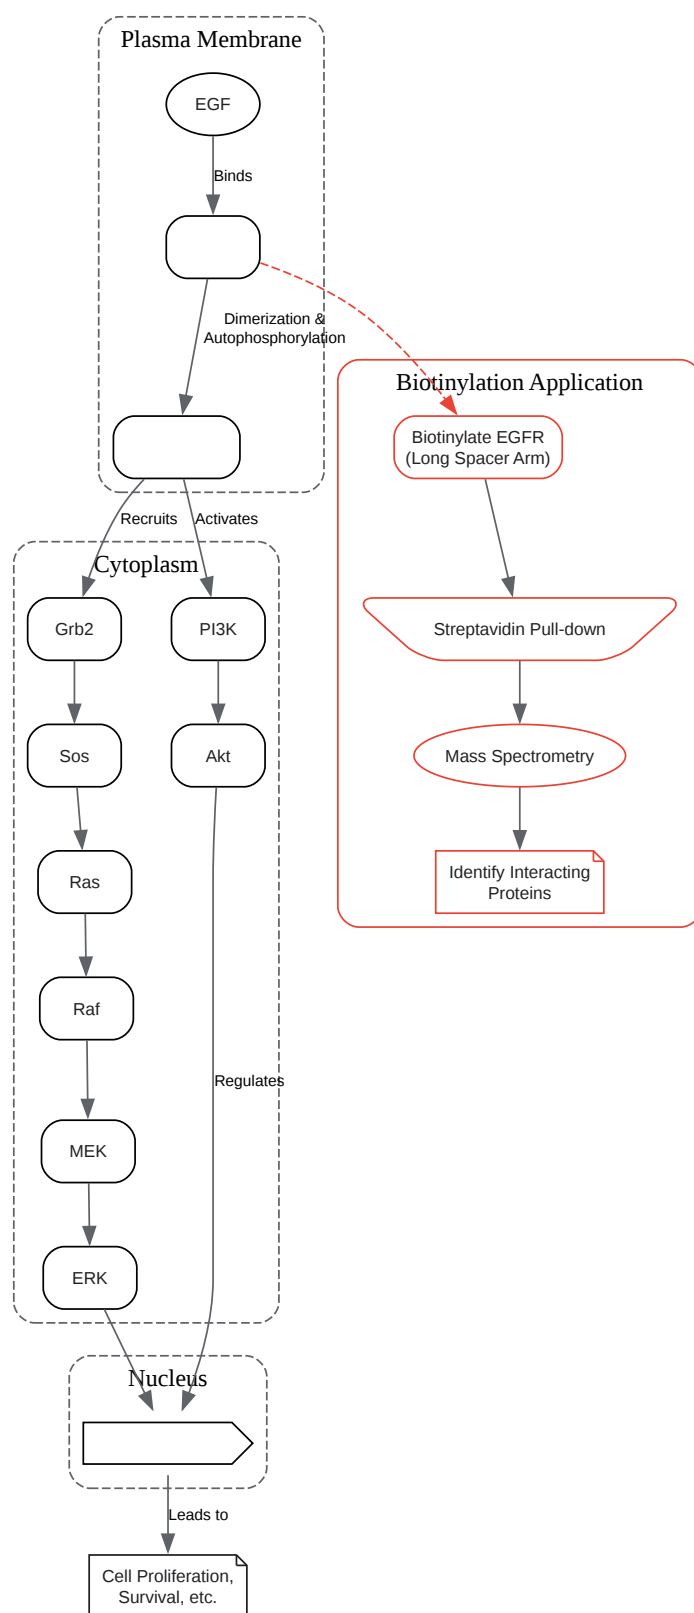 Plasma Membrane
EGF
Binds
Dimerization &
Autophosphorylation
Recruits
Activates
Cytoplasm
Grb2
PI3K
Sos
Akt
Ras
Raf
Regulates
MEK
ERK
Nucleus
Leads to
Cell Proliferation,
Survival, etc.
Biotinylation Application
Biotinylate EGFR
(Long Spacer Arm)
Streptavidin Pull-down
Mass Spectrometry
Identify Interacting
Proteins